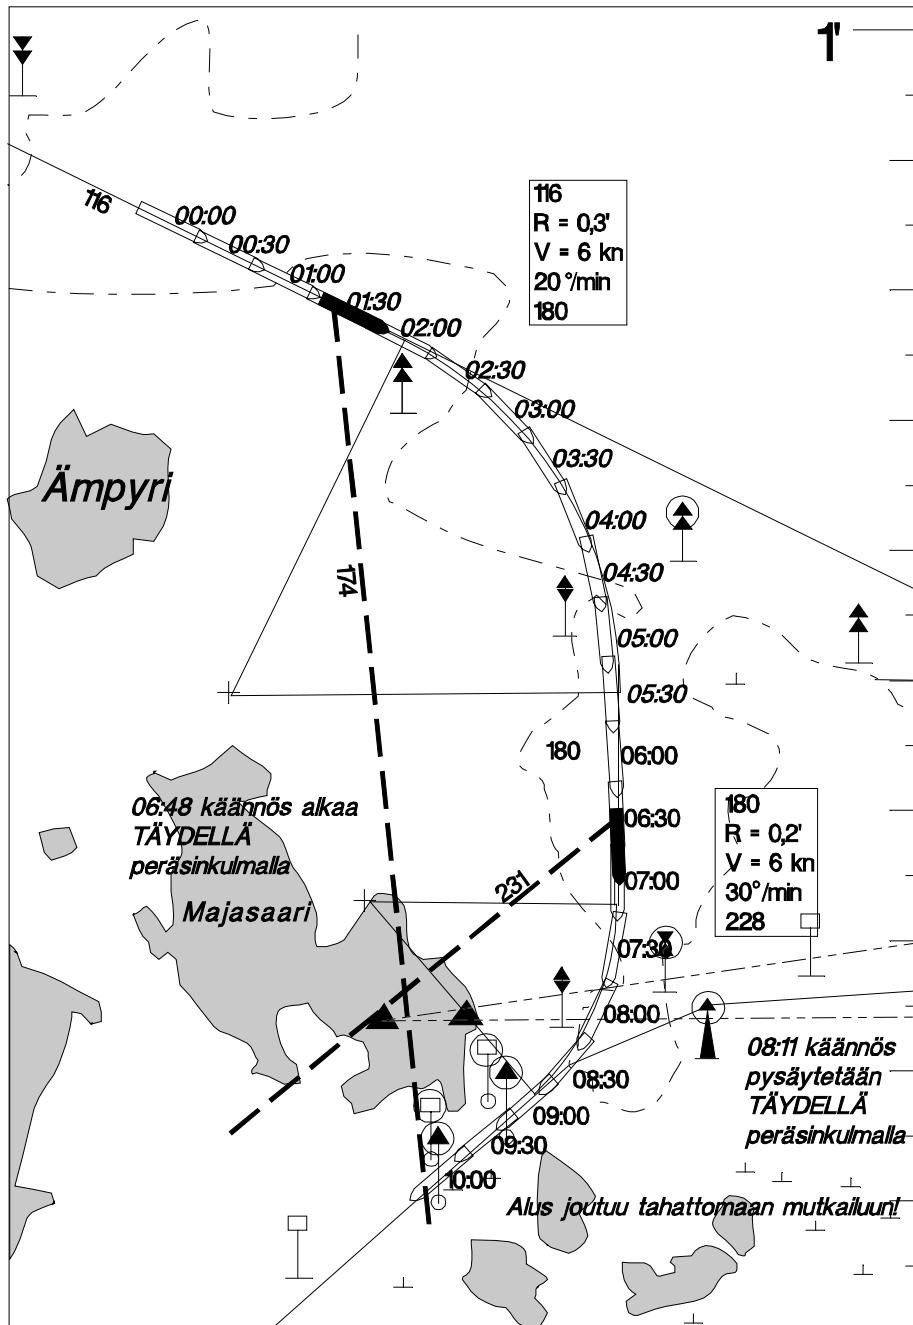 1'
116
00:00
00:30
01:00
01:30
02:00
02:30
03:00
03:30
04:00
04:30
05:00
05:30
06:00
06:30
07:00
07:30
08:00
08:30
09:00
09:30
10:00
116
R = 0,3'
V = 6 kn
20°/min
180
Ämpyri
174
180
06:48 käännös alkaa
TÄYDELLÄ
peräsinkulmalla
Majasaari
231
180
R = 0,2'
V = 6 kn
30°/min
228
08:11 käännös
pysäytetään
TÄYDELLÄ
peräsinkulmalla
Alus joutuu tahattomaan mutkailuun!